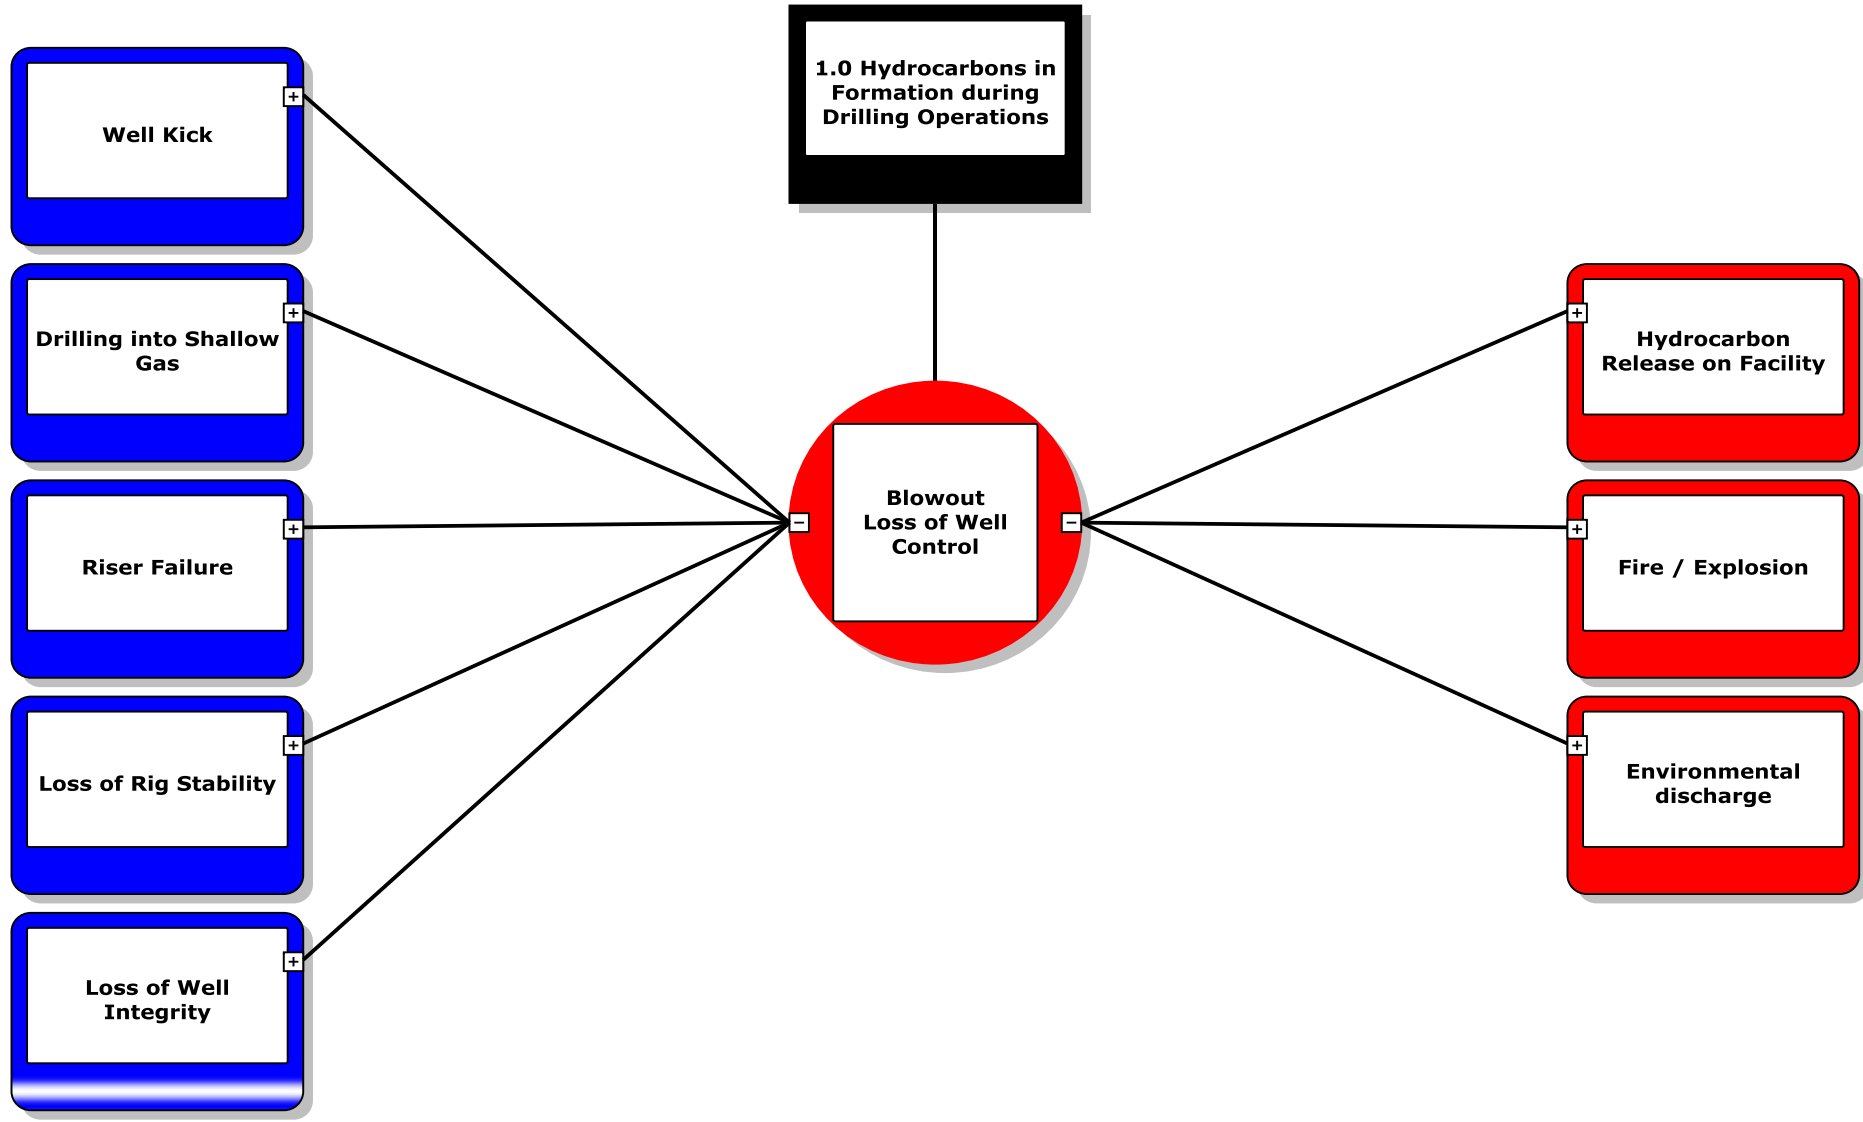 1.0 Hydrocarbons in
Formation during
Drilling Operations
Well Kick
Drilling into Shallow
Gas
Riser Failure
Loss of Rig Stability
Loss of Well
Integrity
Blowout
Loss of Well
Control
Hydrocarbon
Release on Facility
Fire / Explosion
Environmental
discharge